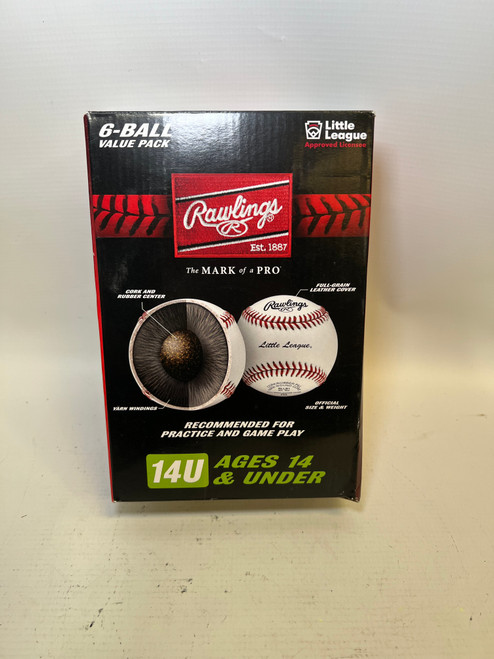 6-BALL
VALUE PACK
Little
League
Approved Licensee
Rawlings®
R
EST. 1887
The MARK of a PRO
CORK AND
RUBBER CENTER
FULL-GRAIN
LEATHER COVER
Rawlings
R
Little League
YARN WINDINGS
OFFICIAL
SIZE & WEIGHT
RECOMMENDED FOR
PRACTICE AND GAME PLAY
14U
AGES 14
& UNDER